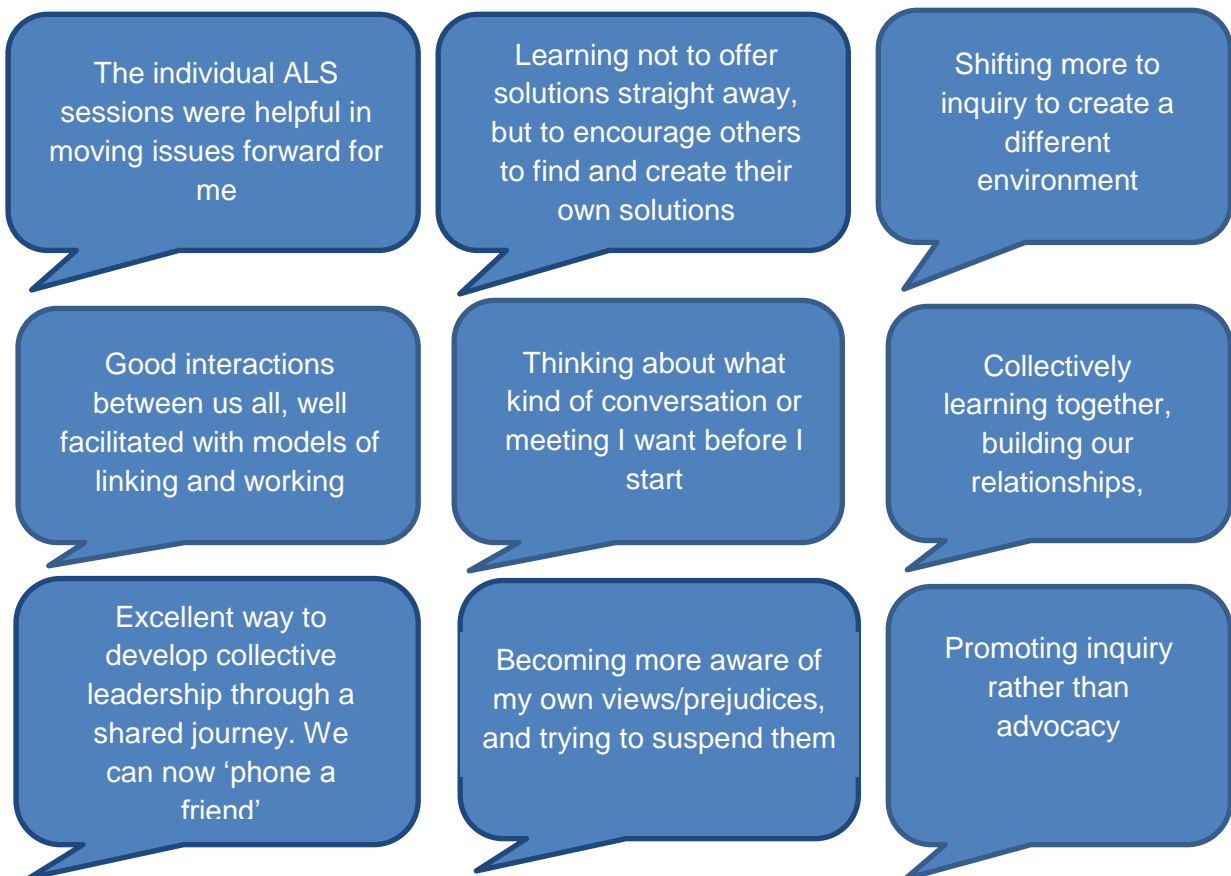 The individual ALS
sessions were helpful in
moving issues forward for
me
Learning not to offer
solutions straight away,
but to encourage others
to find and create their
own solutions
Shifting more to
inquiry to create a
different
environment
Good interactions
between us all, well
facilitated with models of
linking and working
Thinking about what
kind of conversation or
meeting I want before I
start
Collectively
learning together,
building our
relationships,
Excellent way to
develop collective
leadership through a
shared journey. We
can now ‘phone a
friend’
Becoming more aware of
my own views/prejudices,
and trying to suspend them
Promoting inquiry
rather than
advocacy